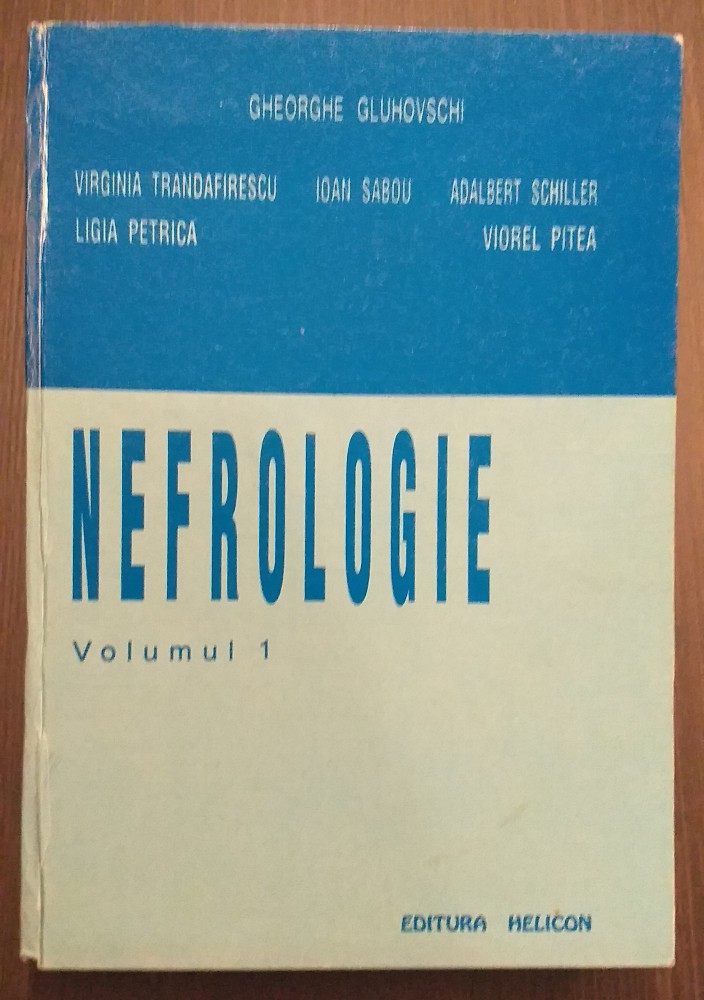 GHEORGHE GLUHOVSCHI
VIRGINIA TRANDAFIRESCU IOAN SABOU ADALBERT SCHILLER
LIGIA PETRICA VIOREL PITEA
NEFROLOGIE
Volumul 1
EDITURA HELICON